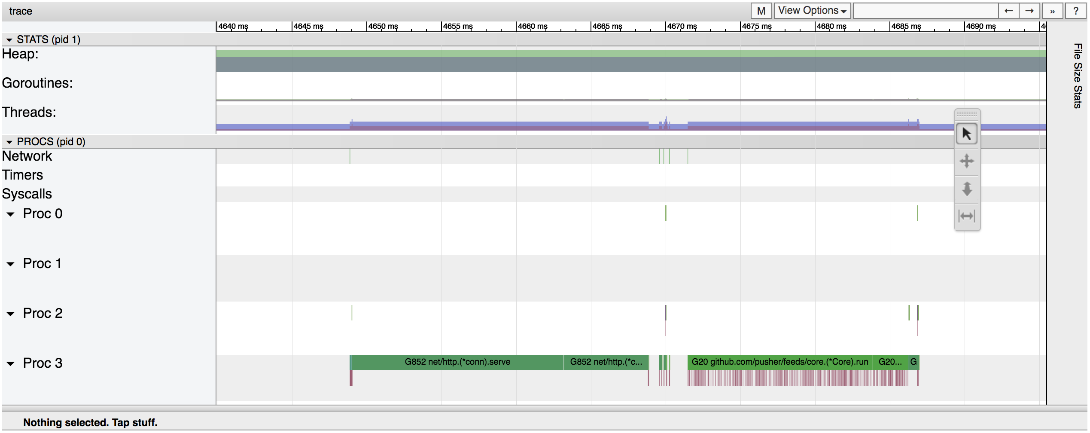 trace M View Options ← → » ?
4640 ms 4645 ms 4650 ms 4655 ms 4660 ms 4665 ms 4670 ms 4675 ms 4680 ms 4685 ms 4690 ms
STATS (pid 1)
Heap:
Goroutines:
Threads:
PROCS (pid 0)
Network
Timers
Syscalls
Proc 0
Proc 1
Proc 2
Proc 3 G852 net/http.(*conn).serve G852 net/http.(*c... G20 github.com/pusher/feeds/core.(*Core).run G20... G
File Size Stats
Nothing selected. Tap stuff.